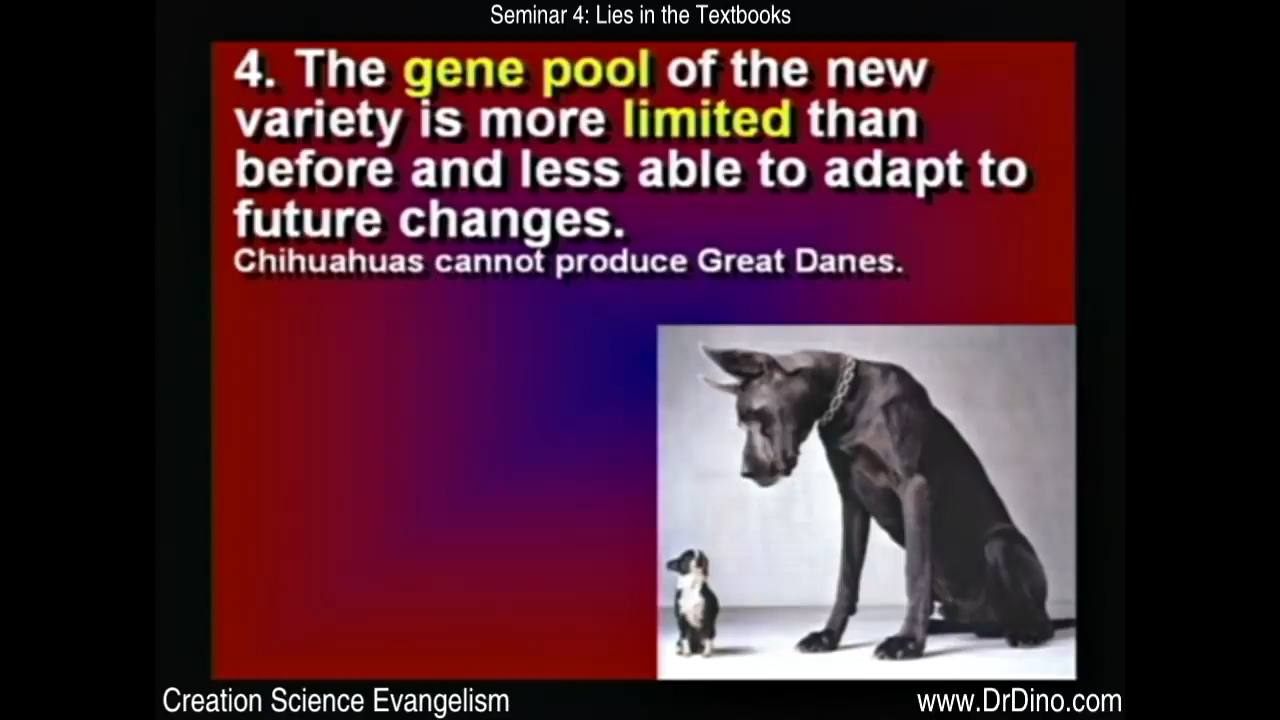 Seminar 4: Lies in the Textbooks
4. The gene pool of the new
variety is more limited than
before and less able to adapt to
future changes.
Chihuahuas cannot produce Great Danes.
Creation Science Evangelism
www.DrDino.com